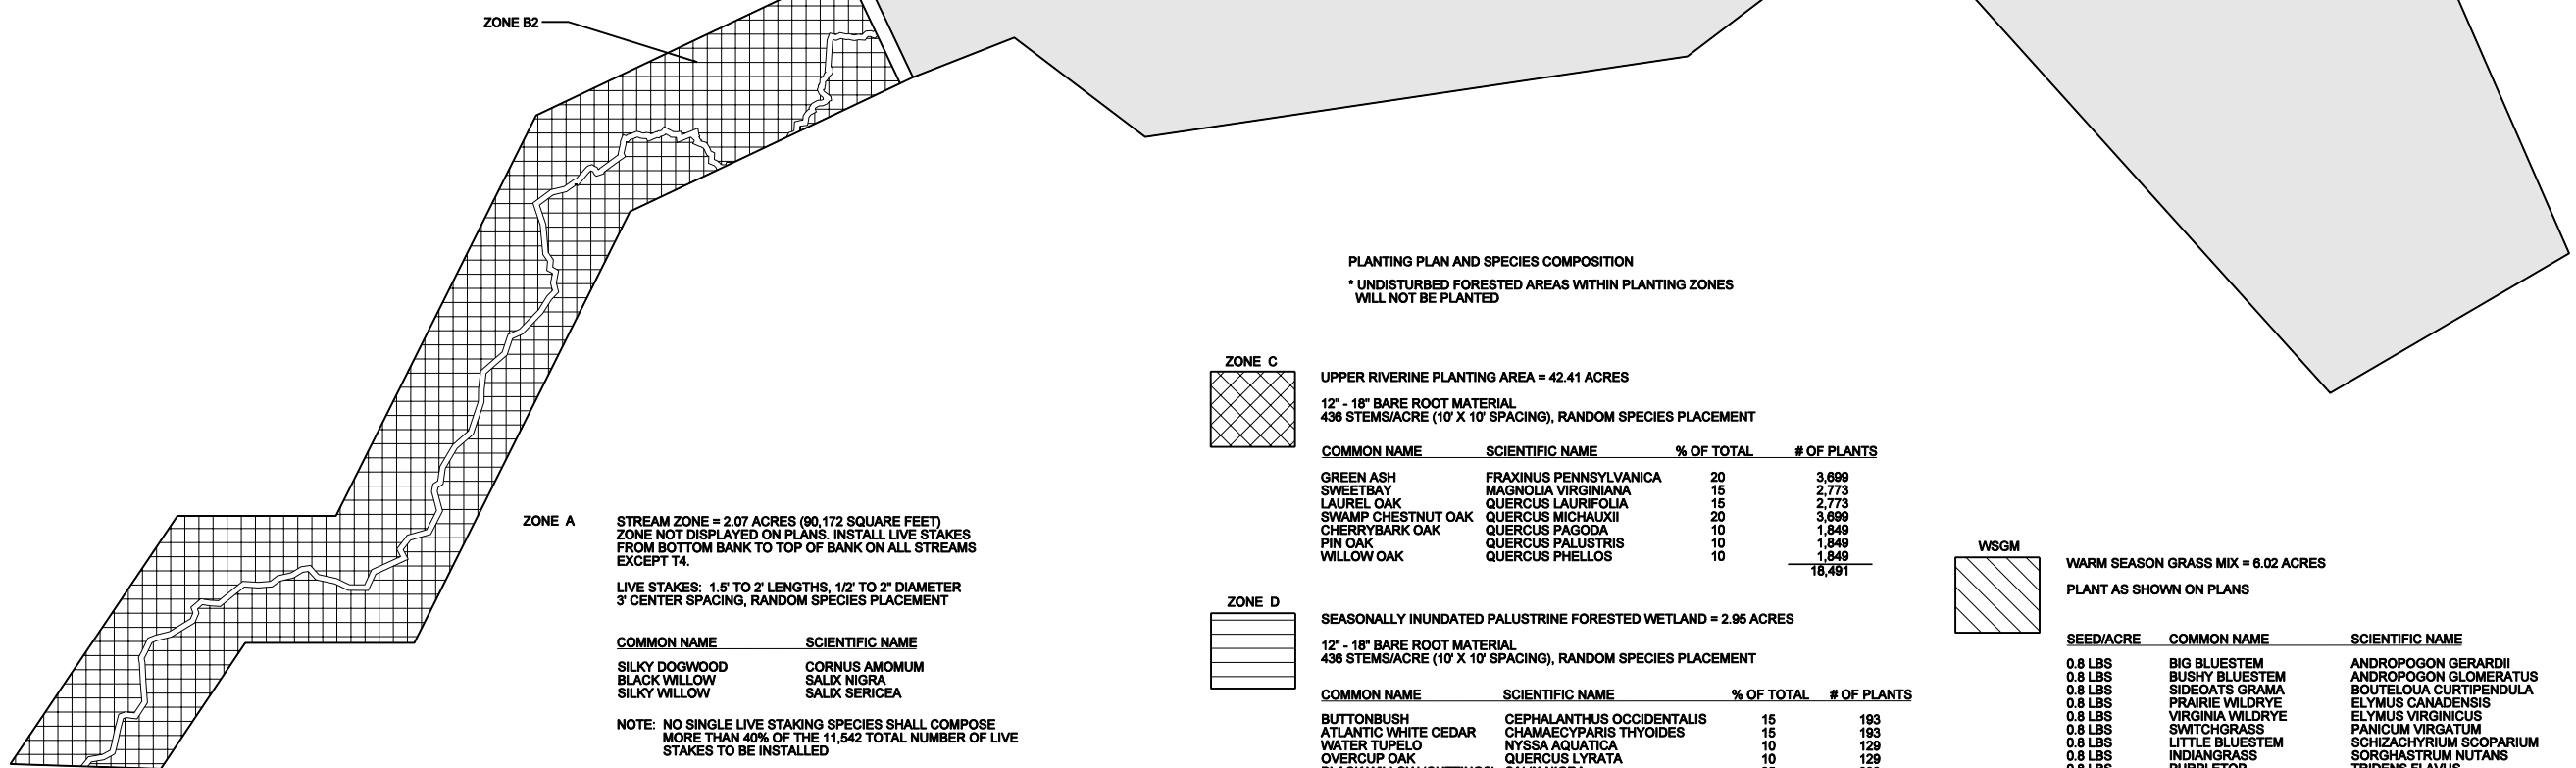 ZONE B2
PLANTING PLAN AND SPECIES COMPOSITION
* UNDISTURBED FORESTED AREAS WITHIN PLANTING ZONES
WILL NOT BE PLANTED
ZONE A
STREAM ZONE = 2.07 ACRES (90,172 SQUARE FEET)
ZONE NOT DISPLAYED ON PLANS. INSTALL LIVE STAKES
FROM BOTTOM BANK TO TOP OF BANK ON ALL STREAMS
EXCEPT T4.
LIVE STAKES: 1.5' TO 2' LENGTHS, 1/2' TO 2" DIAMETER
3' CENTER SPACING, RANDOM SPECIES PLACEMENT
COMMON NAME SCIENTIFIC NAME
SILKY DOGWOOD CORNUS AMOMUM
BLACK WILLOW SALIX NIGRA
SILKY WILLOW SALIX SERICEA
NOTE: NO SINGLE LIVE STAKING SPECIES SHALL COMPOSE
MORE THAN 40% OF THE 11,542 TOTAL NUMBER OF LIVE
STAKES TO BE INSTALLED
ZONE C
UPPER RIVERINE PLANTING AREA = 42.41 ACRES
12" - 18" BARE ROOT MATERIAL
436 STEMS/ACRE (10' X 10' SPACING), RANDOM SPECIES PLACEMENT
COMMON NAME SCIENTIFIC NAME % OF TOTAL # OF PLANTS
GREEN ASH FRAXINUS PENNSYLVANICA 20 3,699
SWEETBAY MAGNOLIA VIRGINIANA 15 2,773
LAUREL OAK QUERCUS LAURIFOLIA 15 2,773
SWAMP CHESTNUT OAK QUERCUS MICHAUXII 20 3,699
CHERRYBARK OAK QUERCUS PAGODA 10 1,849
PIN OAK QUERCUS PALUSTRIS 10 1,849
WILLOW OAK QUERCUS PHELLOS 10 1,849
18,491
ZONE D
SEASONALLY INUNDATED PALUSTRINE FORESTED WETLAND = 2.95 ACRES
12" - 18" BARE ROOT MATERIAL
436 STEMS/ACRE (10' X 10' SPACING), RANDOM SPECIES PLACEMENT
COMMON NAME SCIENTIFIC NAME % OF TOTAL # OF PLANTS
BUTTONBUSH CEPHALANTHUS OCCIDENTALIS 15 193
ATLANTIC WHITE CEDAR CHAMAECYPARIS THYOIDES 15 193
WATER TUPELO NYSSA AQUATICA 10 129
OVERCUP OAK QUERCUS LYRATA 10 129
WSGM
WARM SEASON GRASS MIX = 6.02 ACRES
PLANT AS SHOWN ON PLANS
SEED/ACRE COMMON NAME SCIENTIFIC NAME
0.8 LBS BIG BLUESTEM ANDROPOGON GERARDII
0.8 LBS BUSHY BLUESTEM ANDROPOGON GLOMERATUS
0.8 LBS SIDEOATS GRAMA BOUTELOUA CURTIPENDULA
0.8 LBS PRAIRIE WILDRYE ELYMUS CANADENSIS
0.8 LBS VIRGINIA WILDRYE ELYMUS VIRGINICUS
0.8 LBS SWITCHGRASS PANICUM VIRGATUM
0.8 LBS LITTLE BLUESTEM SCHIZACHYRIUM SCOPARIUM
0.8 LBS INDIANGRASS SORGHASTRUM NUTANS